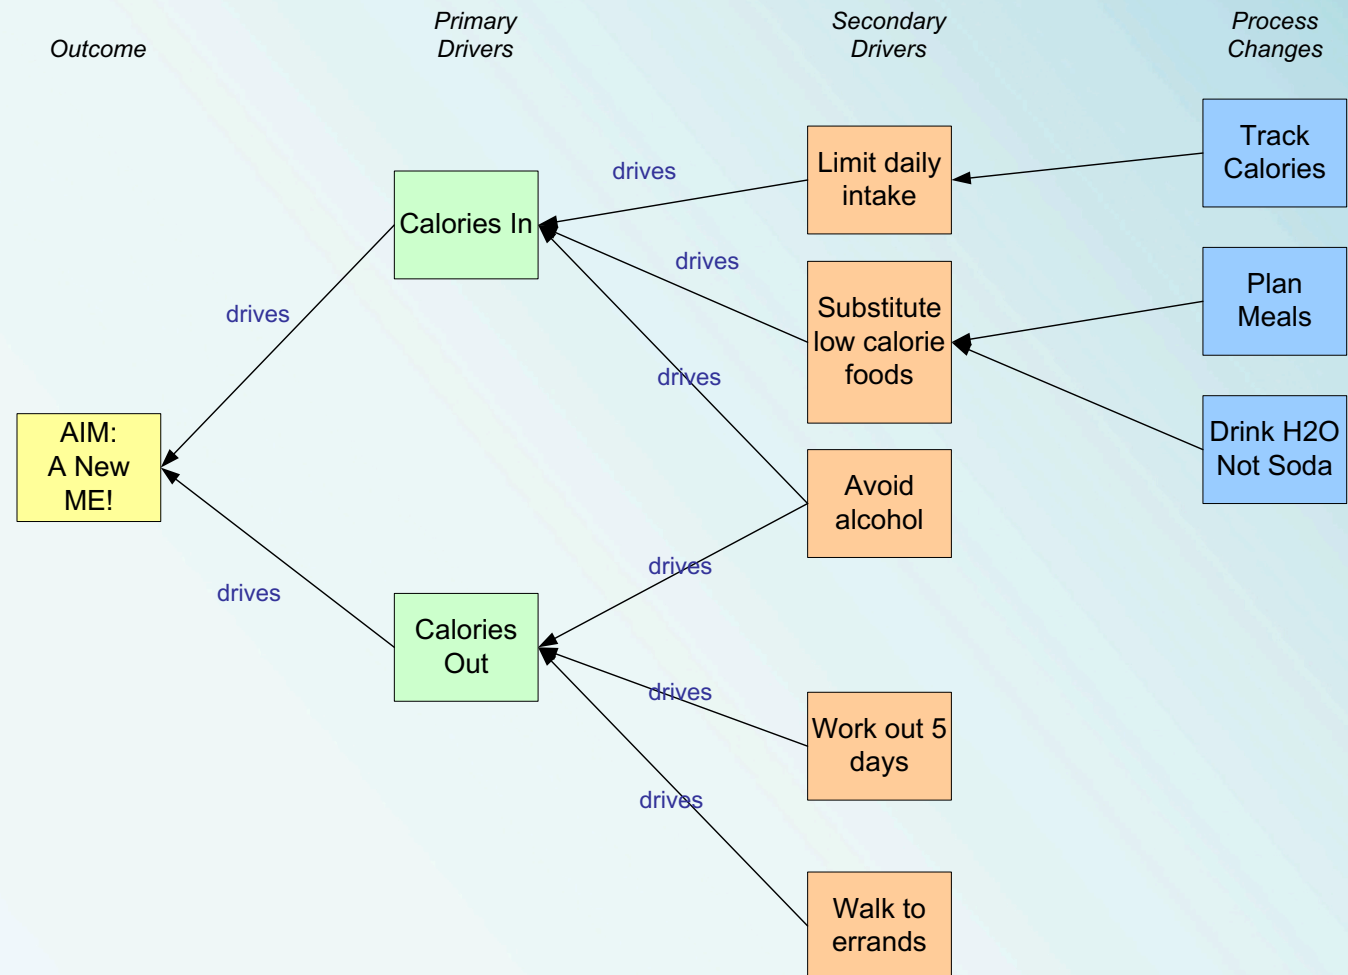 Outcome
Primary
Drivers
Secondary
Drivers
Process
Changes
Track
Calories
Limit daily
intake
drives
Calories In
drives
Plan
Meals
Substitute
low calorie
foods
drives
drives
Drink H2O
Not Soda
AIM:
A New
ME!
Avoid
alcohol
drives
drives
Calories
Out
drives
Work out 5
days
drives
Walk to
errands